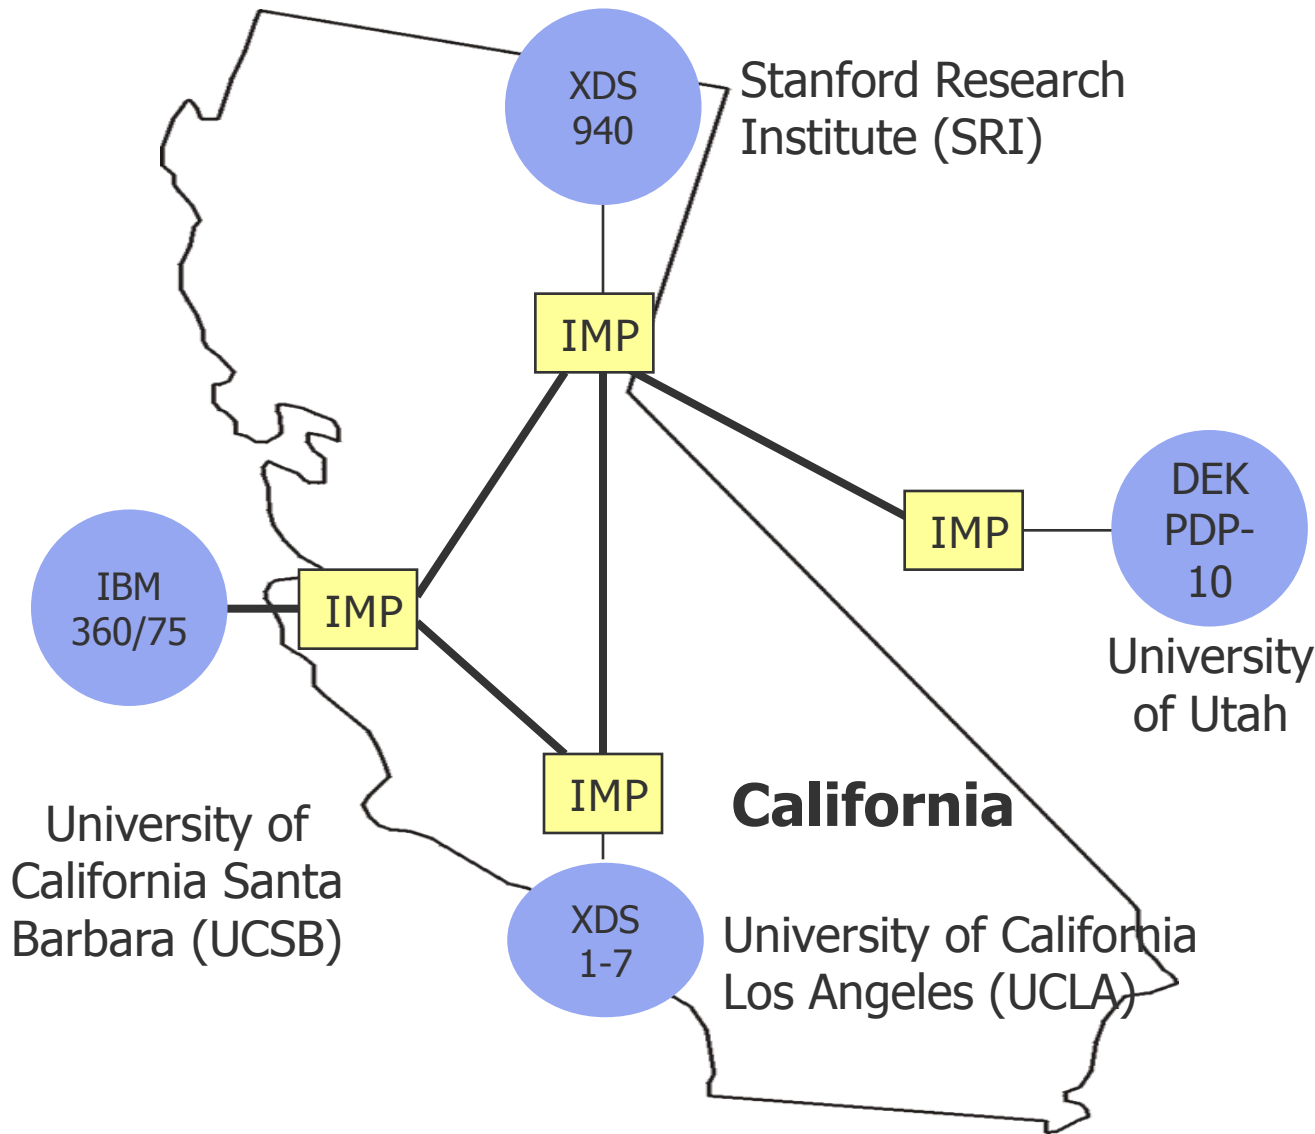 XDS
940
Stanford Research
Institute (SRI)
IMP
DEK
PDP-
10
IMP
University
of Utah
IBM
360/75
IMP
IMP
California
University of
California Santa
Barbara (UCSB)
XDS
1-7
University of California
Los Angeles (UCLA)